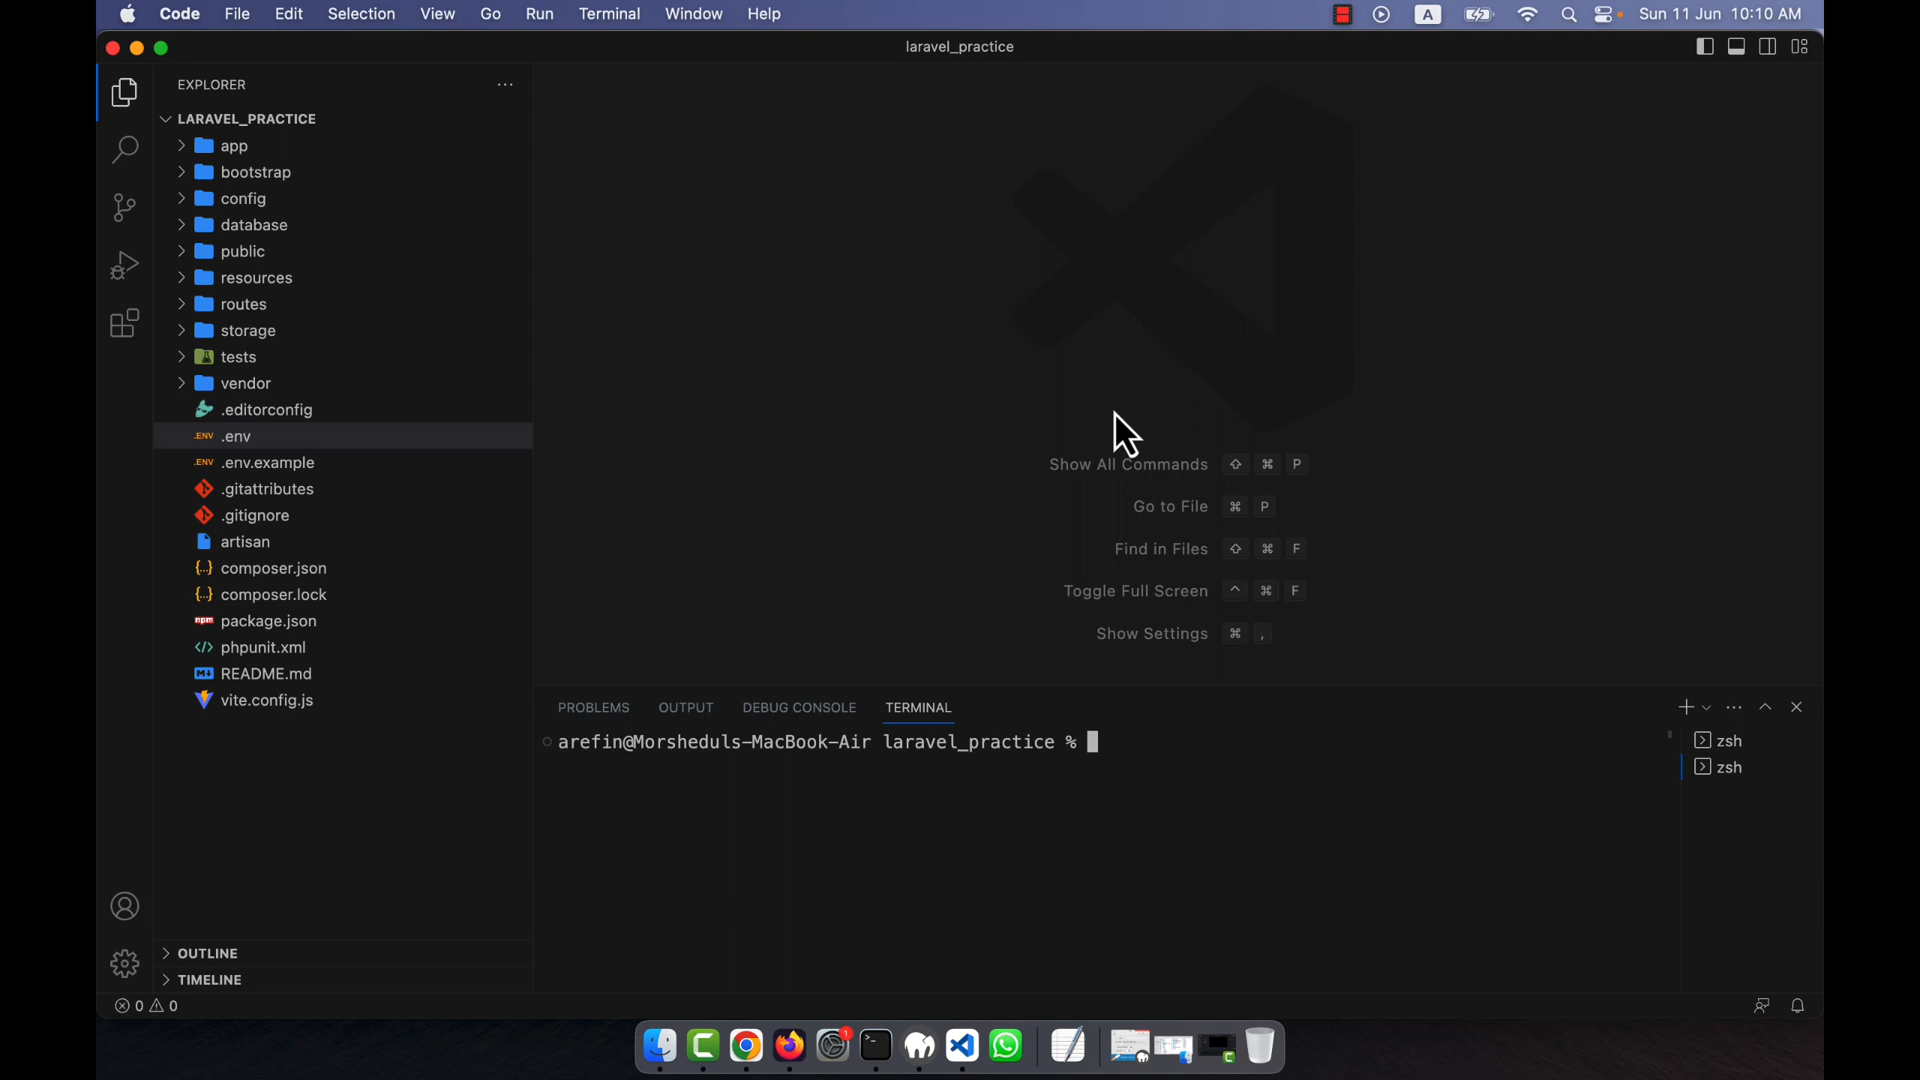 Code File Edit Selection View Go Run Terminal Window Help A Sun 11 Jun 10:10 AM
laravel_practice
EXPLORER
LARAVEL_PRACTICE
app
bootstrap
config
database
public
resources
routes
storage
tests
vendor
.editorconfig
.ENV .env
.ENV .env.example
.gitattributes
.gitignore
artisan
{..} composer.json
{..} composer.lock
npm package.json
phpunit.xml
README.md
vite.config.js
OUTLINE
TIMELINE
0 0
Show All Commands ⇧ ⌘ P
Go to File ⌘ P
Find in Files ⇧ ⌘ F
Toggle Full Screen ^ ⌘ F
Show Settings ⌘ ,
PROBLEMS OUTPUT DEBUG CONSOLE TERMINAL
arefin@Morsheduls-MacBook-Air laravel_practice %
zsh
zsh
1